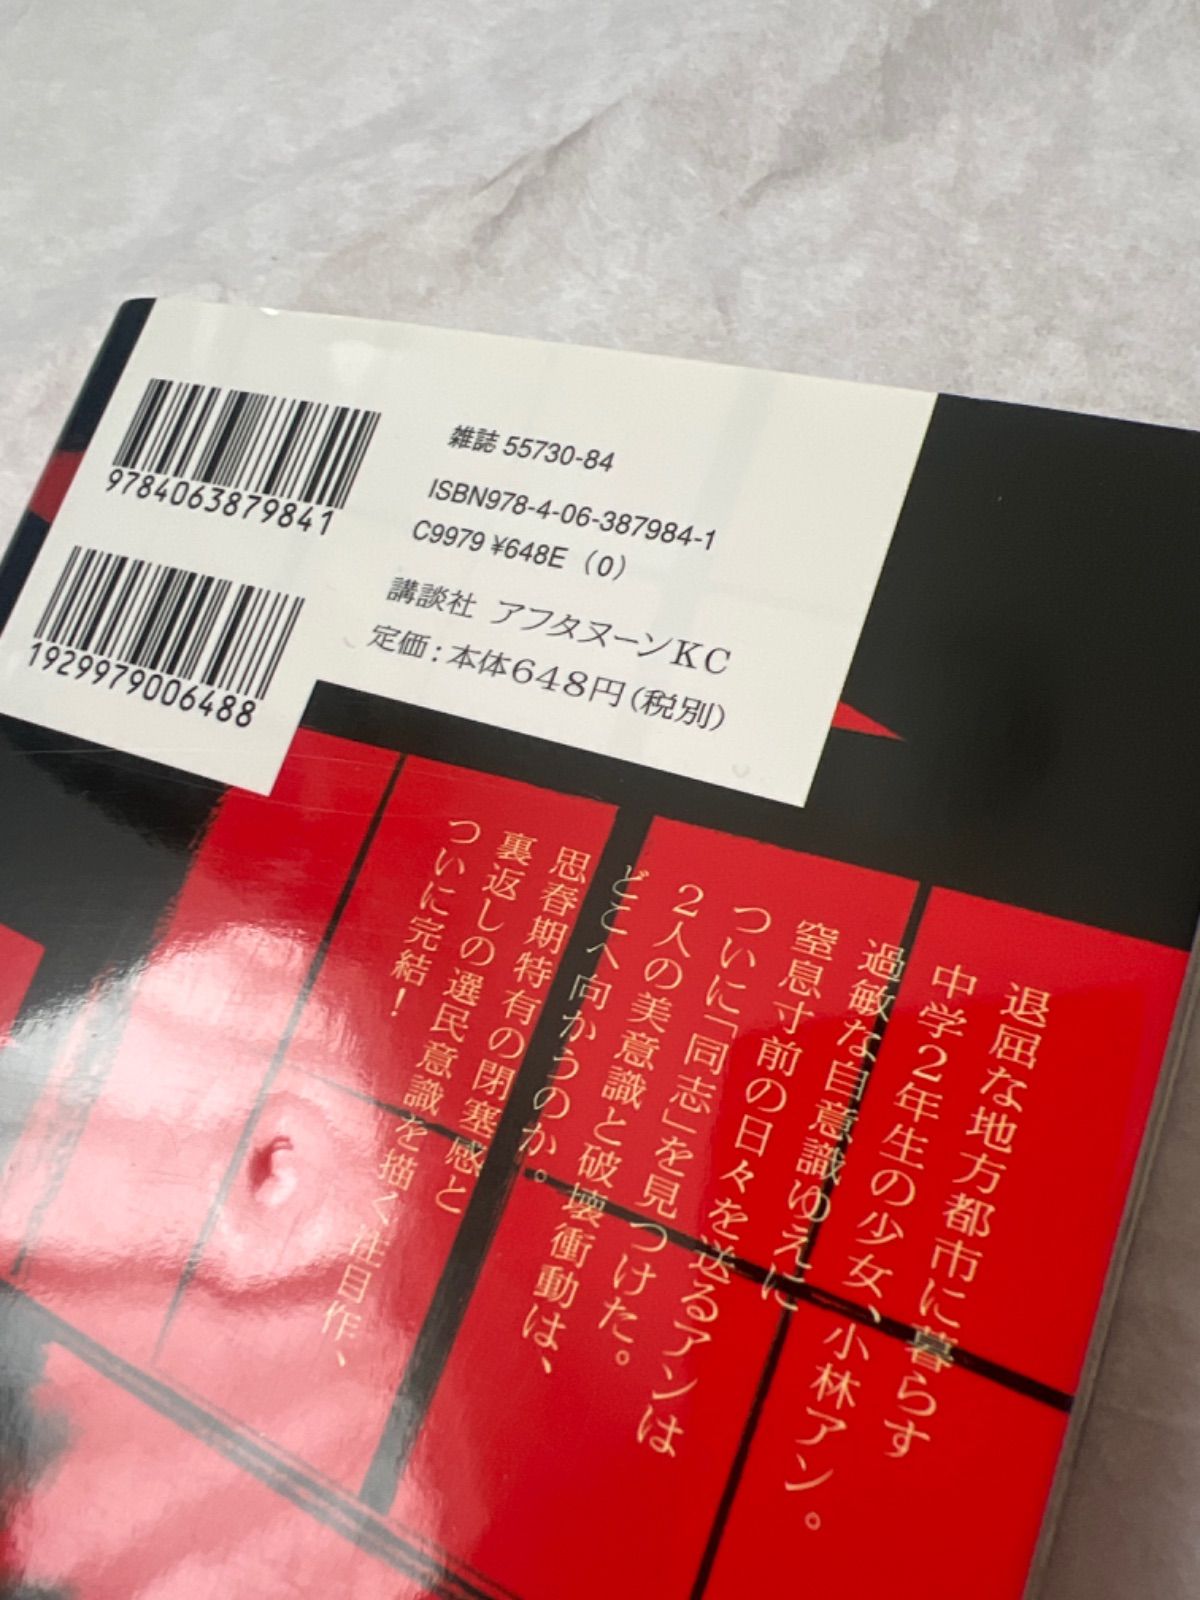 9784063879841
1929979006488
雑誌 55730-84
ISBN978-4-06-387984-1
C9979 ¥648E (0)
講談社 アフタヌーンKC
定価：本体648円(税別)
退屈な地方都市に暮らす
中学2年生の少女、小林アン。
過敏な自意識ゆえに
窒息寸前の日々を送るアンは
ついに「同志」を見つけた。
2人の美意識と破壊衝動は、
どこへ向かうのか。
思春期特有の閉塞感と
裏返しの選民意識を描く注目作、
ついに完結！